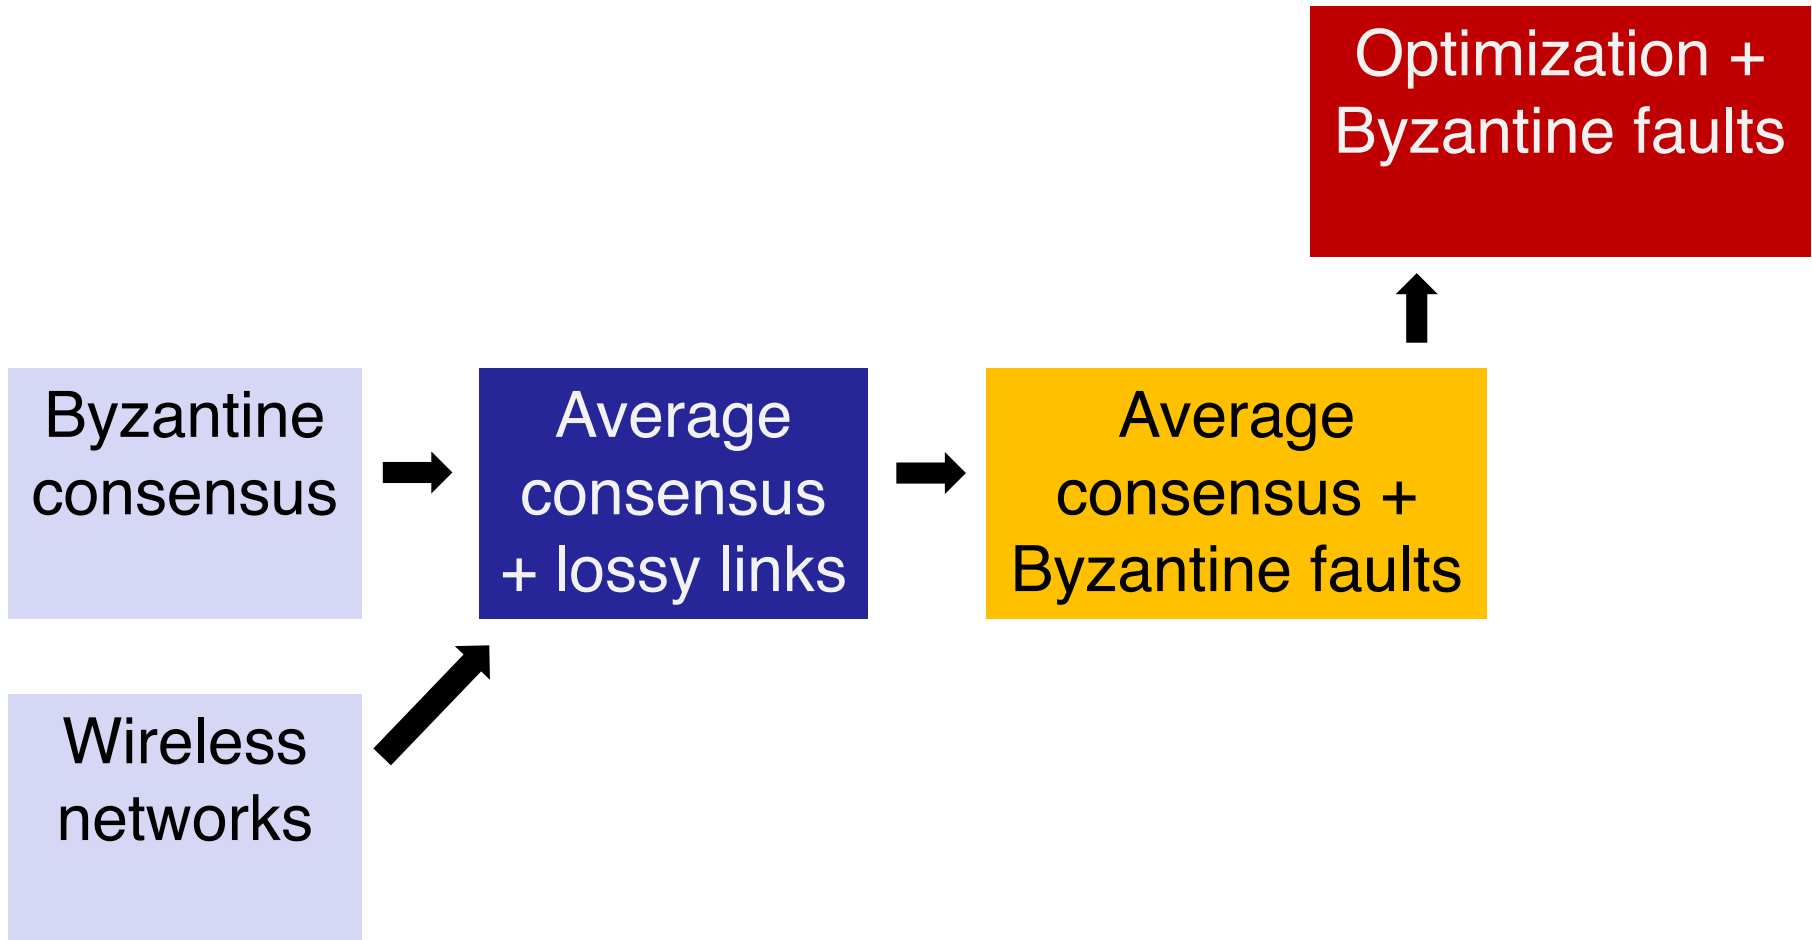 Optimization +
Byzantine faults
Byzantine
consensus
Average
consensus
+ lossy links
Average
consensus +
Byzantine faults
Wireless
networks